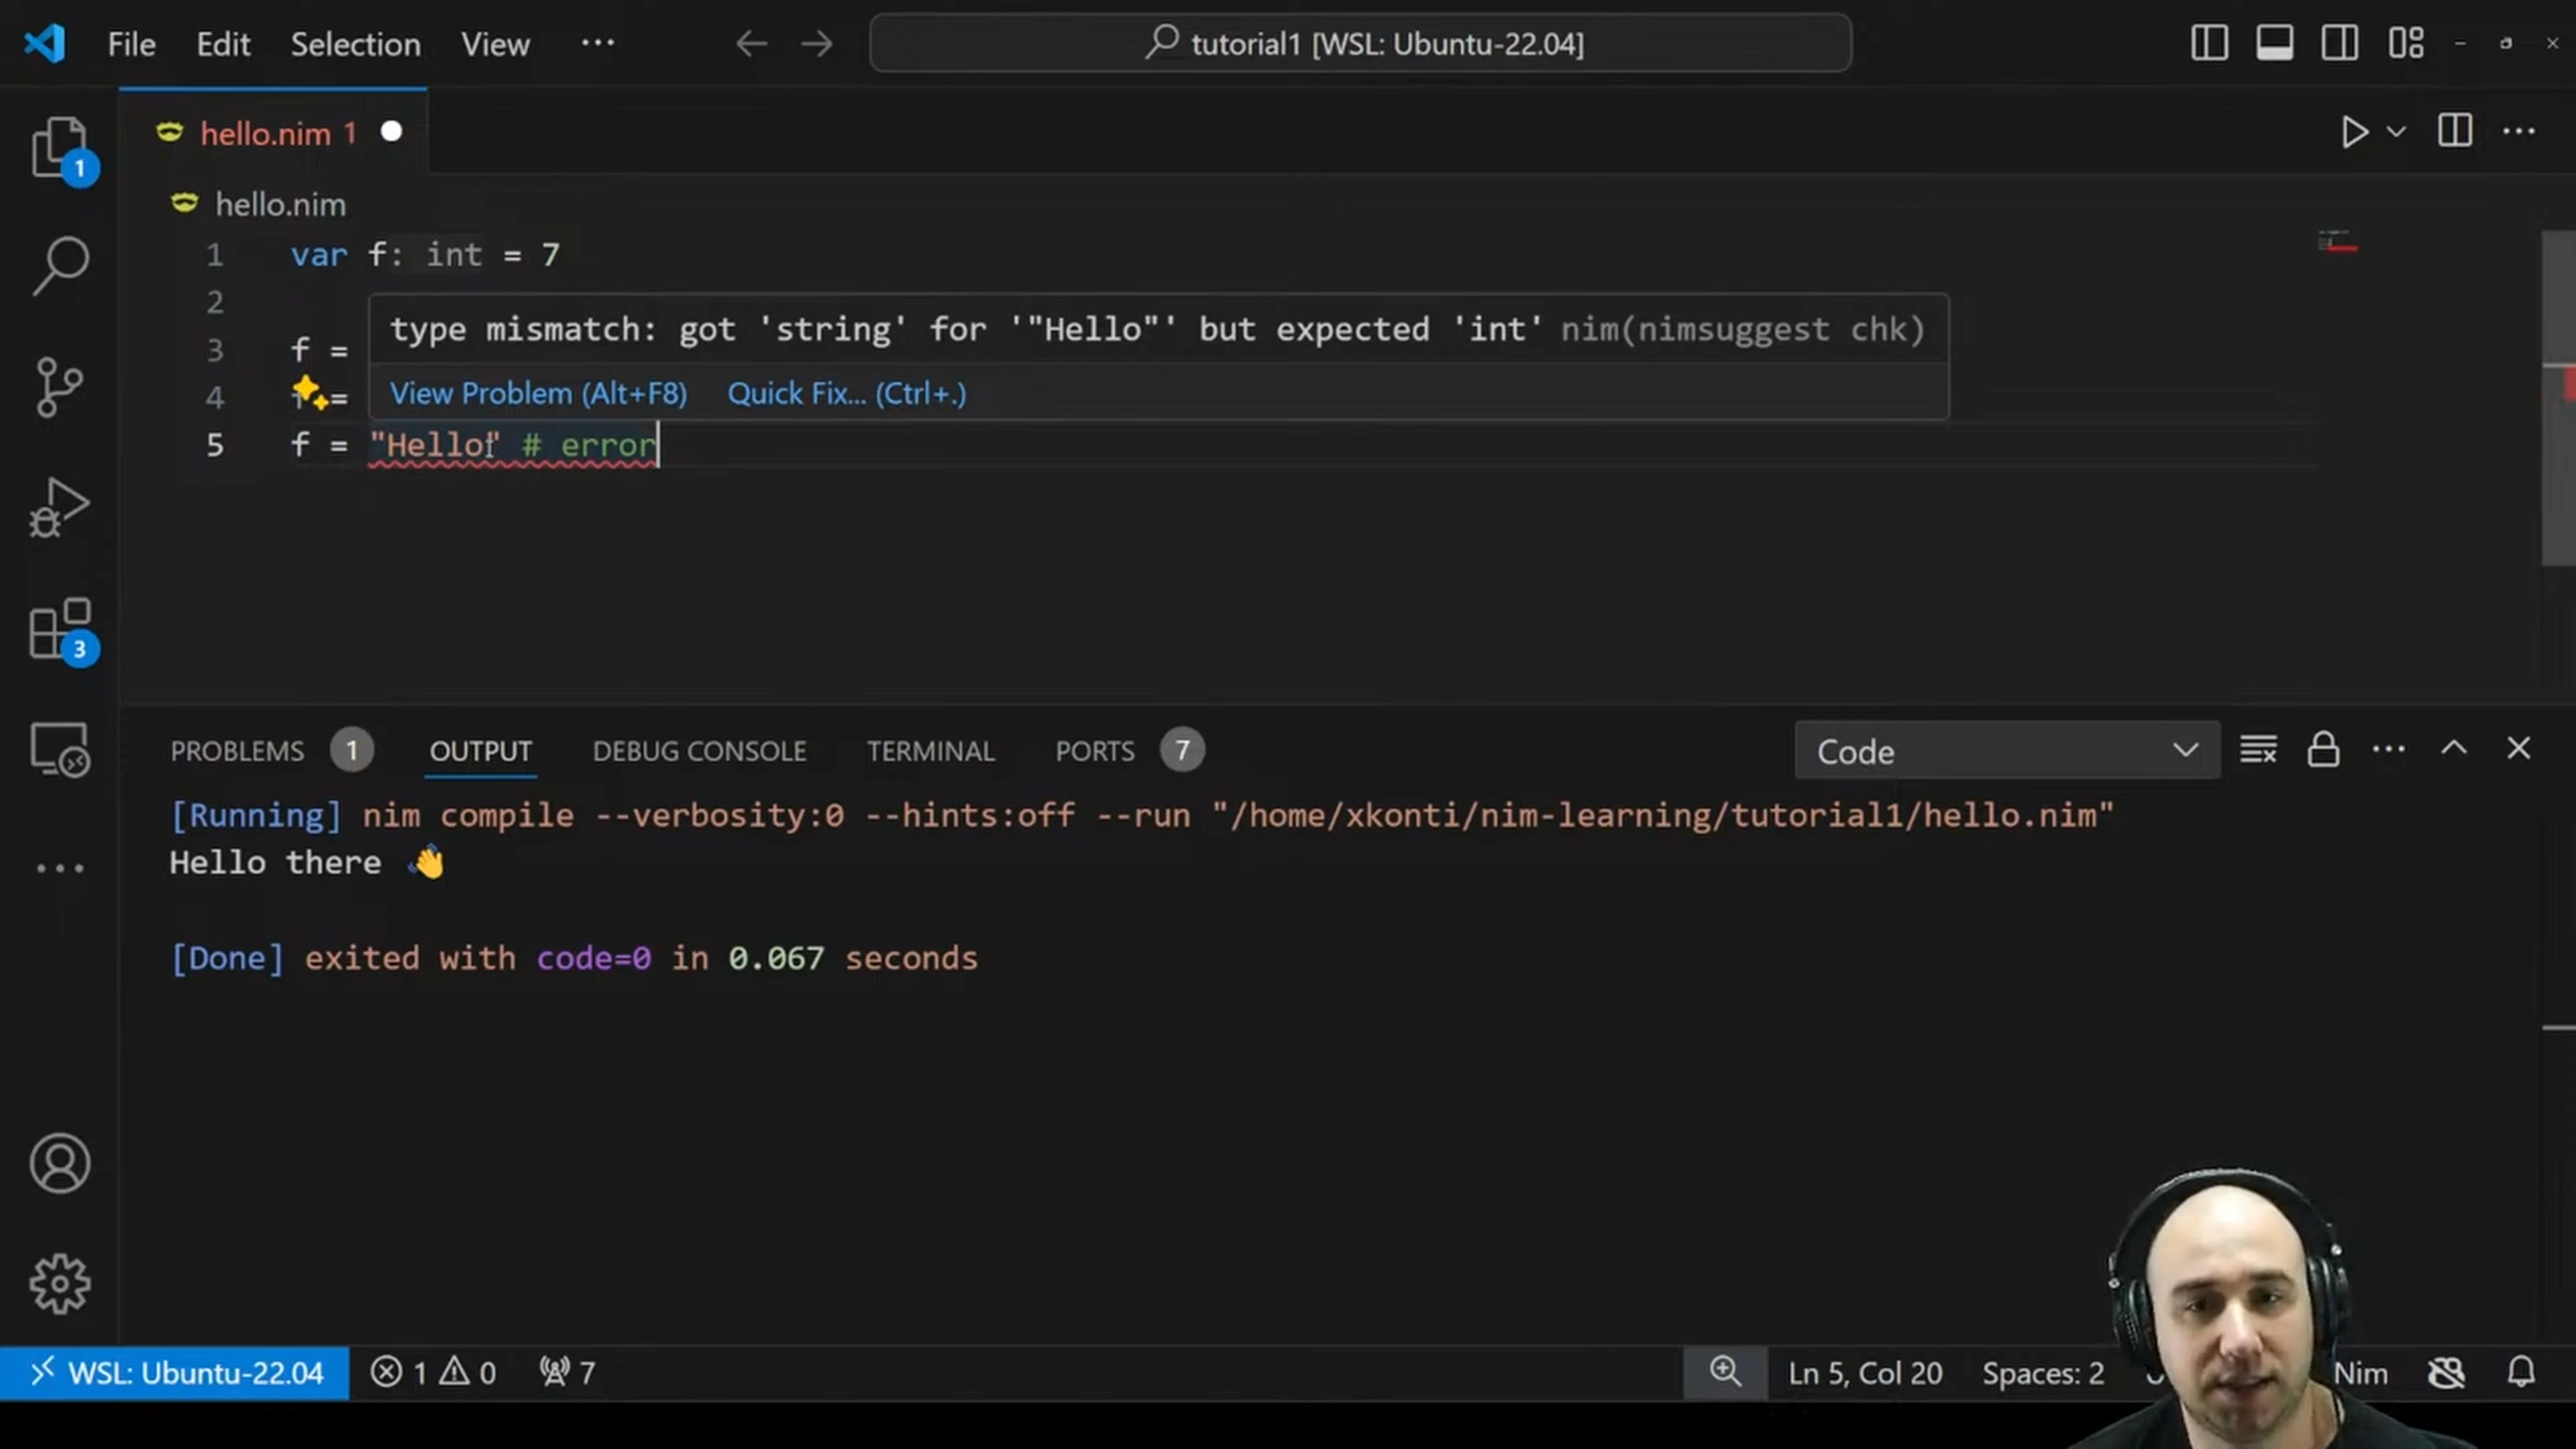 File Edit Selection View ···
tutorial1 [WSL: Ubuntu-22.04]
hello.nim 1
hello.nim
1 var f: int = 7
2
type mismatch: got 'string' for '"Hello"' but expected 'int' nim(nimsuggest chk)
3 f =
View Problem (Alt+F8) Quick Fix... (Ctrl+.)
4 =
5 f = "Hello" # error
1
3
PROBLEMS 1 OUTPUT DEBUG CONSOLE TERMINAL PORTS 7
Code
[Running] nim compile --verbosity:0 --hints:off --run "/home/xkonti/nim-learning/tutorial1/hello.nim"
Hello there 👋
[Done] exited with code=0 in 0.067 seconds
WSL: Ubuntu-22.04 1 0 7
Ln 5, Col 20 Spaces: 2 Nim